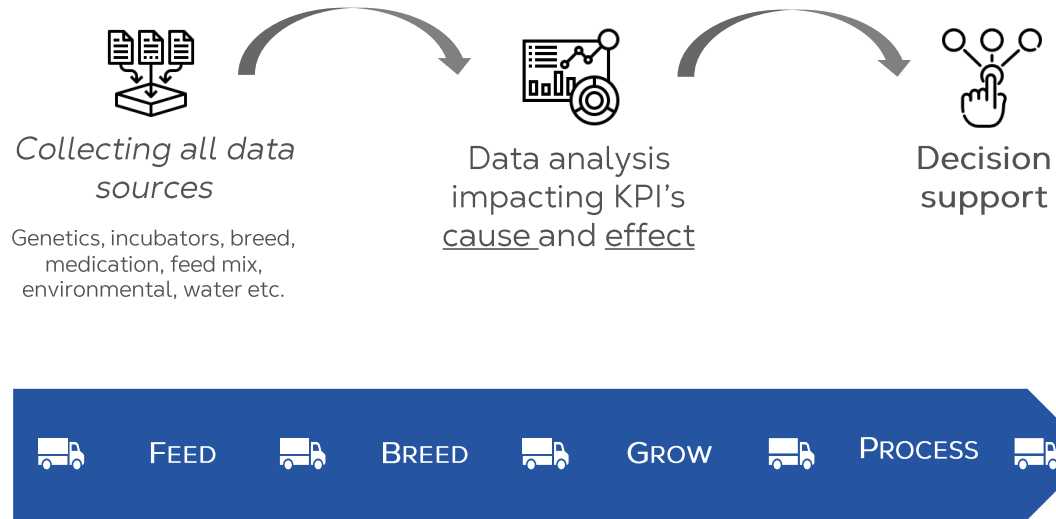 Collecting all data
sources
Genetics, incubators, breed,
medication, feed mix,
environmental, water etc.
Data analysis
impacting KPI’s
cause and effect
Decision
support
FEED
BREED
GROW
PROCESS